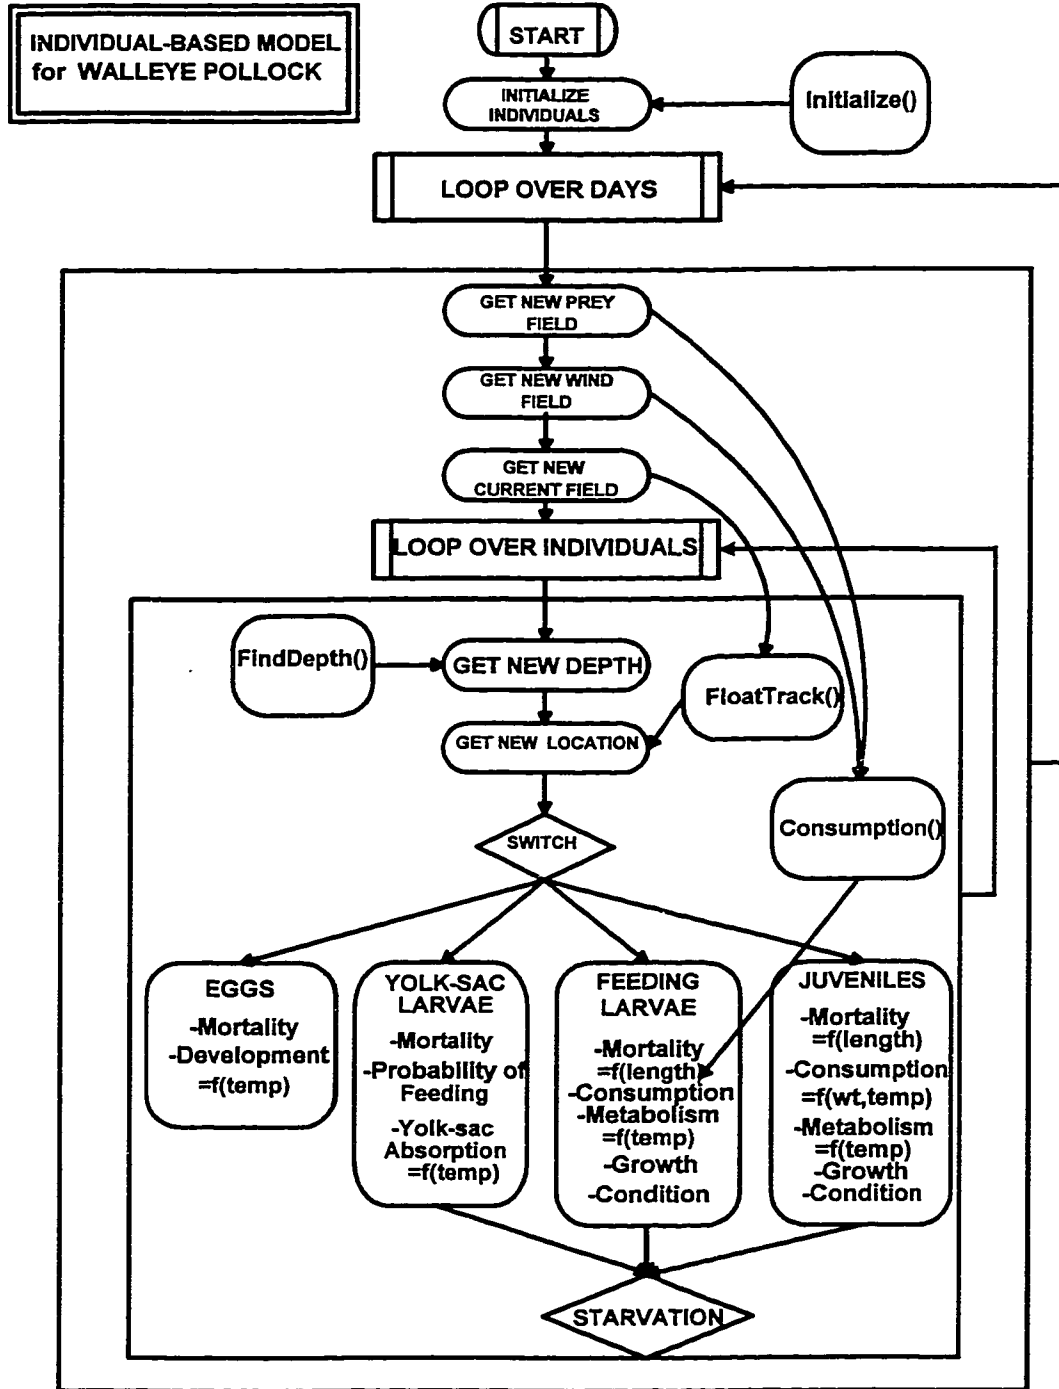 INDIVIDUAL-BASED MODEL
for WALLEYE POLLOCK
START
INITIALIZE
INDIVIDUALS
Initialize()
LOOP OVER DAYS
GET NEW PREY
FIELD
GET NEW WIND
FIELD
GET NEW
CURRENT FIELD
LOOP OVER INDIVIDUALS
FindDepth()
GET NEW DEPTH
FloatTrack()
GET NEW LOCATION
Consumption()
SWITCH
EGGS
-Mortality
-Development
=f(temp)
YOLK-SAC
LARVAE
-Mortality
-Probability of
Feeding
-Yolk-sac
Absorption
=f(temp)
FEEDING
LARVAE
-Mortality
=f(length)
-Consumption
-Metabolism
=f(temp)
-Growth
-Condition
JUVENILES
-Mortality
=f(length)
-Consumption
=f(wt,temp)
-Metabolism
=f(temp)
-Growth
-Condition
STARVATION